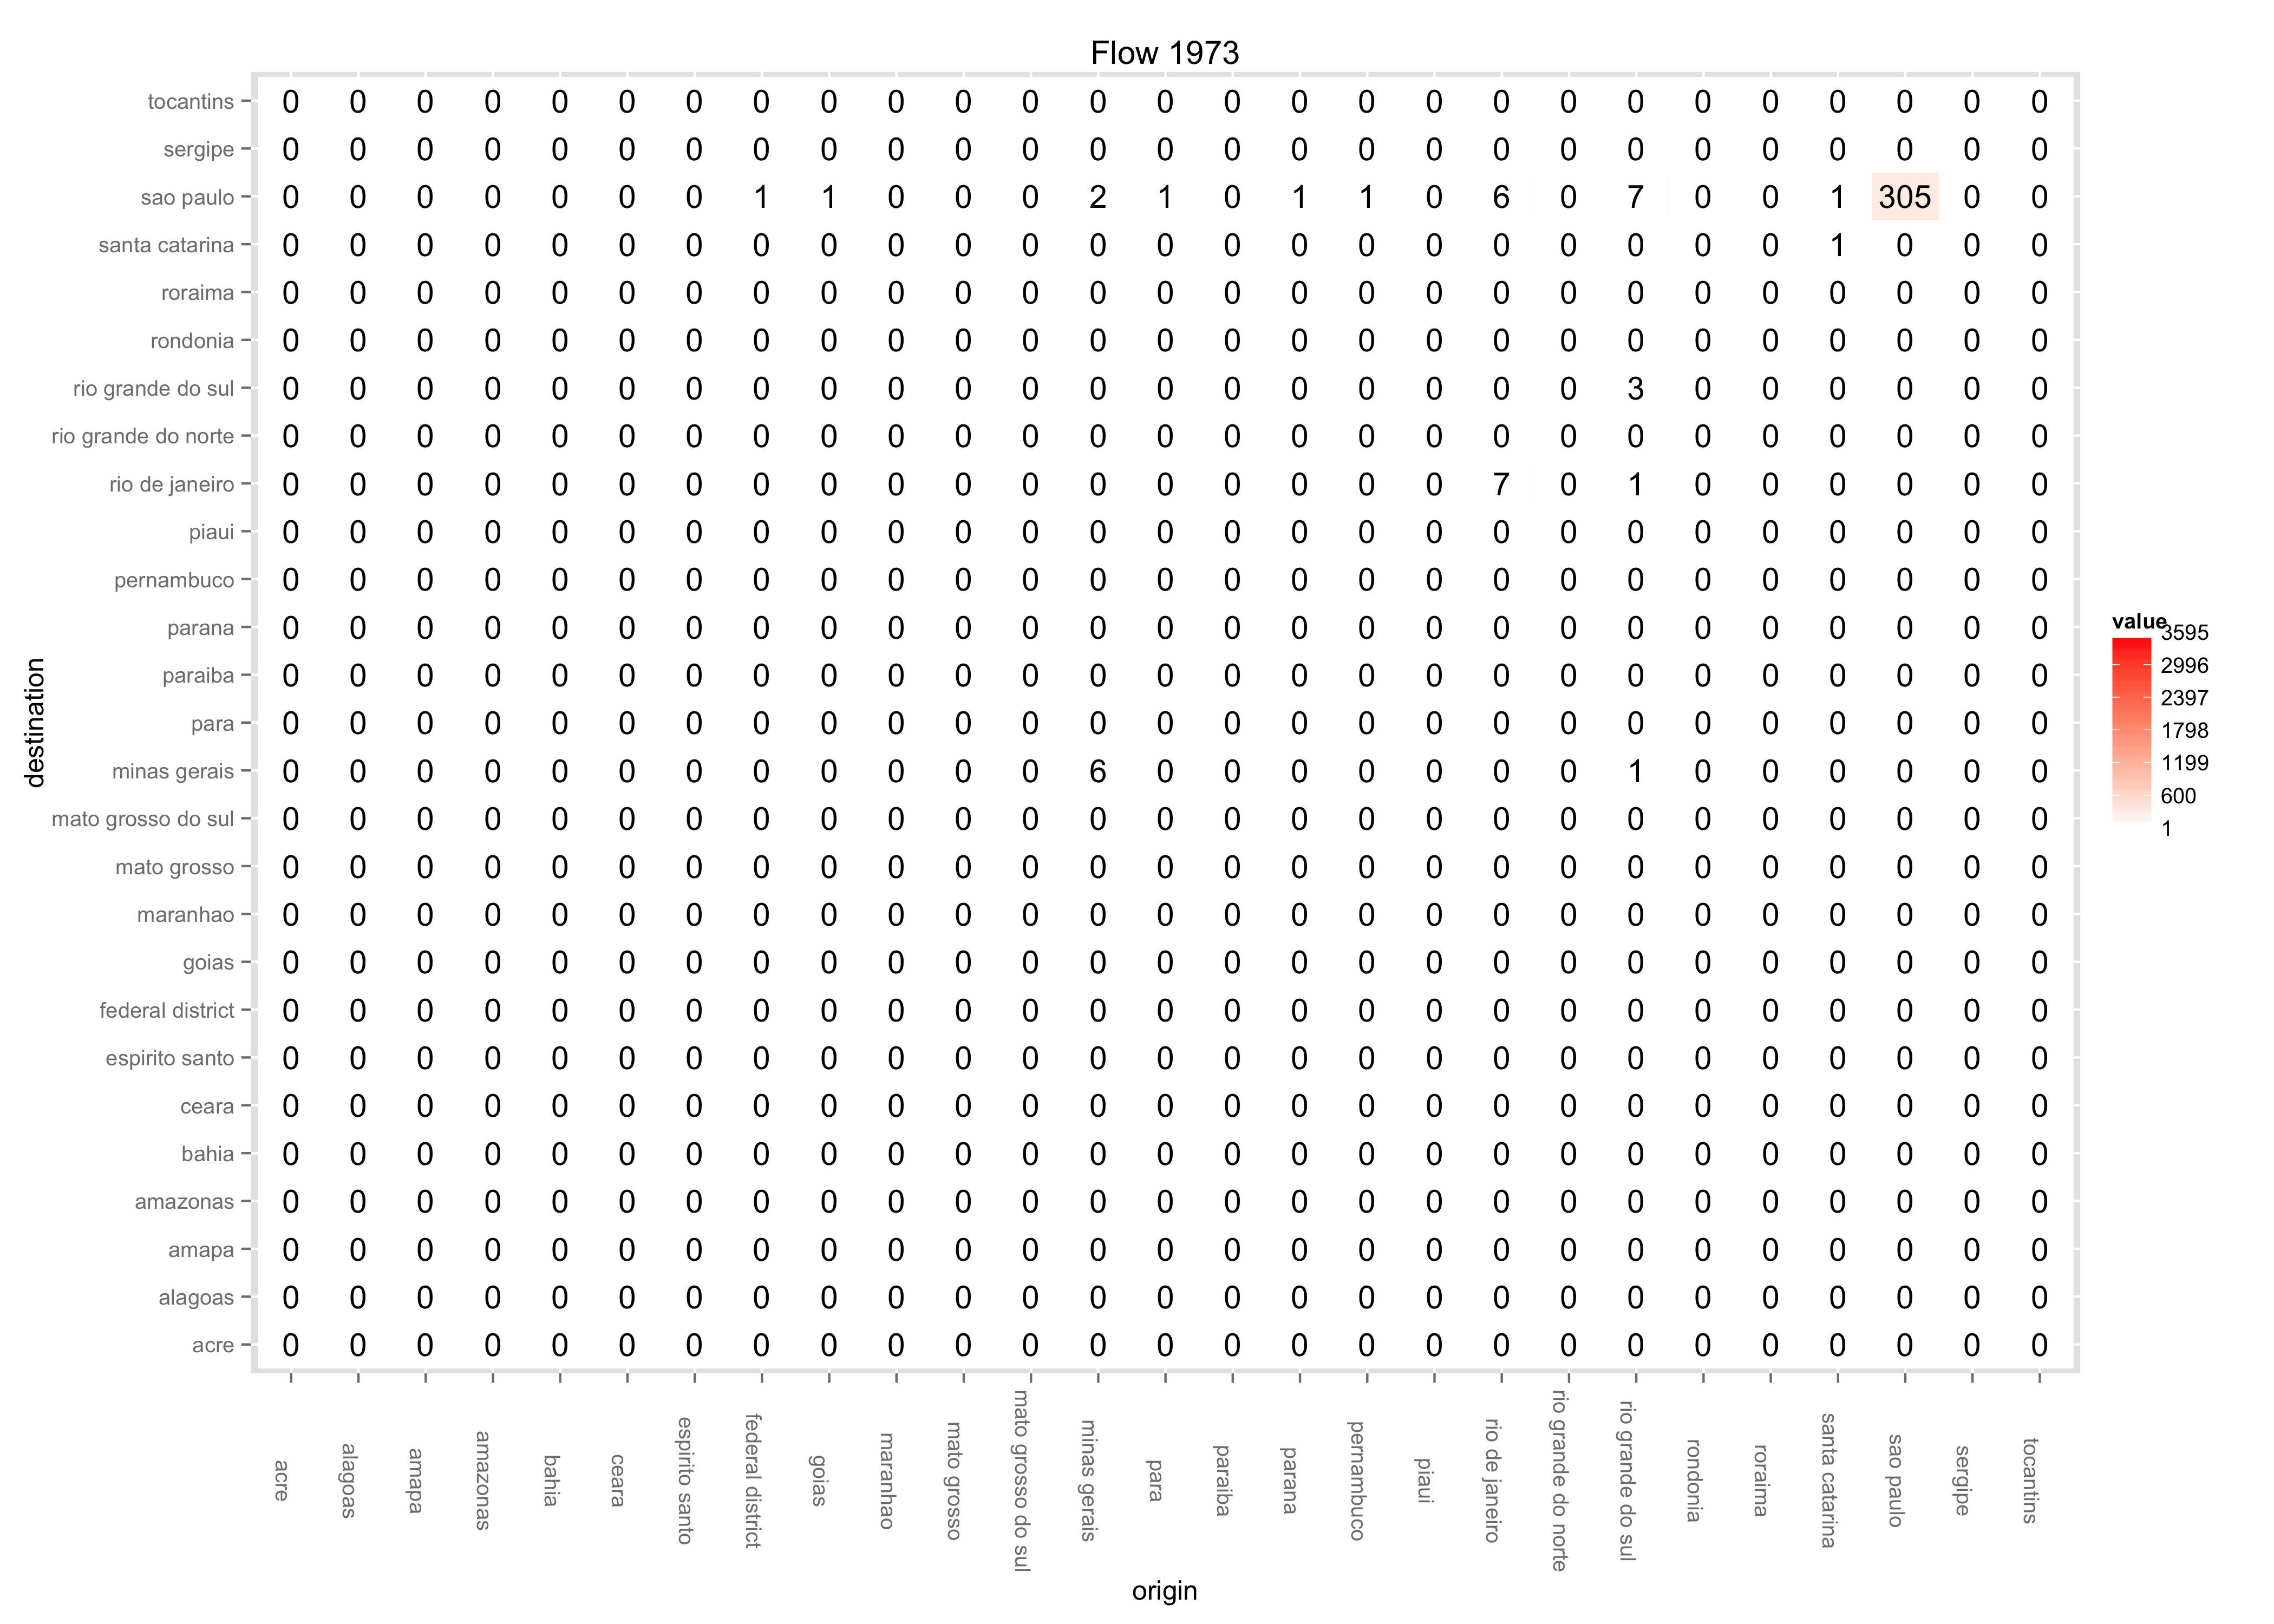 Flow 1973
tocantins 0 0 0 0 0 0 0 0 0 0 0 0 0 0 0 0 0 0 0 0 0 0 0 0 0 0 0
sergipe 0 0 0 0 0 0 0 0 0 0 0 0 0 0 0 0 0 0 0 0 0 0 0 0 0 0 0
sao paulo 0 0 0 0 0 0 0 1 1 0 0 0 2 1 0 1 1 0 6 0 7 0 0 1 305 0 0
santa catarina 0 0 0 0 0 0 0 0 0 0 0 0 0 0 0 0 0 0 0 0 0 0 0 1 0 0 0
roraima 0 0 0 0 0 0 0 0 0 0 0 0 0 0 0 0 0 0 0 0 0 0 0 0 0 0 0
rondonia 0 0 0 0 0 0 0 0 0 0 0 0 0 0 0 0 0 0 0 0 0 0 0 0 0 0 0
rio grande do sul 0 0 0 0 0 0 0 0 0 0 0 0 0 0 0 0 0 0 0 0 3 0 0 0 0 0 0
rio grande do norte 0 0 0 0 0 0 0 0 0 0 0 0 0 0 0 0 0 0 0 0 0 0 0 0 0 0 0
rio de janeiro 0 0 0 0 0 0 0 0 0 0 0 0 0 0 0 0 0 0 7 0 1 0 0 0 0 0 0
piaui 0 0 0 0 0 0 0 0 0 0 0 0 0 0 0 0 0 0 0 0 0 0 0 0 0 0 0
pernambuco 0 0 0 0 0 0 0 0 0 0 0 0 0 0 0 0 0 0 0 0 0 0 0 0 0 0 0
parana 0 0 0 0 0 0 0 0 0 0 0 0 0 0 0 0 0 0 0 0 0 0 0 0 0 0 0
paraiba 0 0 0 0 0 0 0 0 0 0 0 0 0 0 0 0 0 0 0 0 0 0 0 0 0 0 0
para 0 0 0 0 0 0 0 0 0 0 0 0 0 0 0 0 0 0 0 0 0 0 0 0 0 0 0
minas gerais 0 0 0 0 0 0 0 0 0 0 0 0 6 0 0 0 0 0 0 0 1 0 0 0 0 0 0
mato grosso do sul 0 0 0 0 0 0 0 0 0 0 0 0 0 0 0 0 0 0 0 0 0 0 0 0 0 0 0
mato grosso 0 0 0 0 0 0 0 0 0 0 0 0 0 0 0 0 0 0 0 0 0 0 0 0 0 0 0
maranhao 0 0 0 0 0 0 0 0 0 0 0 0 0 0 0 0 0 0 0 0 0 0 0 0 0 0 0
goias 0 0 0 0 0 0 0 0 0 0 0 0 0 0 0 0 0 0 0 0 0 0 0 0 0 0 0
federal district 0 0 0 0 0 0 0 0 0 0 0 0 0 0 0 0 0 0 0 0 0 0 0 0 0 0 0
espirito santo 0 0 0 0 0 0 0 0 0 0 0 0 0 0 0 0 0 0 0 0 0 0 0 0 0 0 0
ceara 0 0 0 0 0 0 0 0 0 0 0 0 0 0 0 0 0 0 0 0 0 0 0 0 0 0 0
bahia 0 0 0 0 0 0 0 0 0 0 0 0 0 0 0 0 0 0 0 0 0 0 0 0 0 0 0
amazonas 0 0 0 0 0 0 0 0 0 0 0 0 0 0 0 0 0 0 0 0 0 0 0 0 0 0 0
amapa 0 0 0 0 0 0 0 0 0 0 0 0 0 0 0 0 0 0 0 0 0 0 0 0 0 0 0
alagoas 0 0 0 0 0 0 0 0 0 0 0 0 0 0 0 0 0 0 0 0 0 0 0 0 0 0 0
acre 0 0 0 0 0 0 0 0 0 0 0 0 0 0 0 0 0 0 0 0 0 0 0 0 0 0 0
destination
acre
alagoas
amapa
amazonas
bahia
ceara
espirito santo
federal district
goias
maranhao
mato grosso
mato grosso do sul
minas gerais
para
paraiba
parana
pernambuco
piaui
rio de janeiro
rio grande do norte
rio grande do sul
rondonia
roraima
santa catarina
sao paulo
sergipe
tocantins
origin
value
3595
2996
2397
1798
1199
600
1